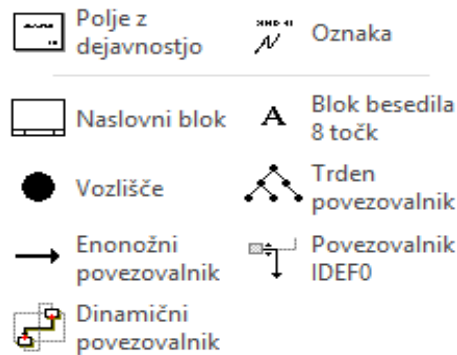 Polje z
dejavnostjo
Oznaka
Naslovni blok
A
Blok besedila
8 točk
Vozlišče
Trden
povezovalnik
Enonožni
povezovalnik
Povezovalnik
IDEF0
Dinamični
povezovalnik